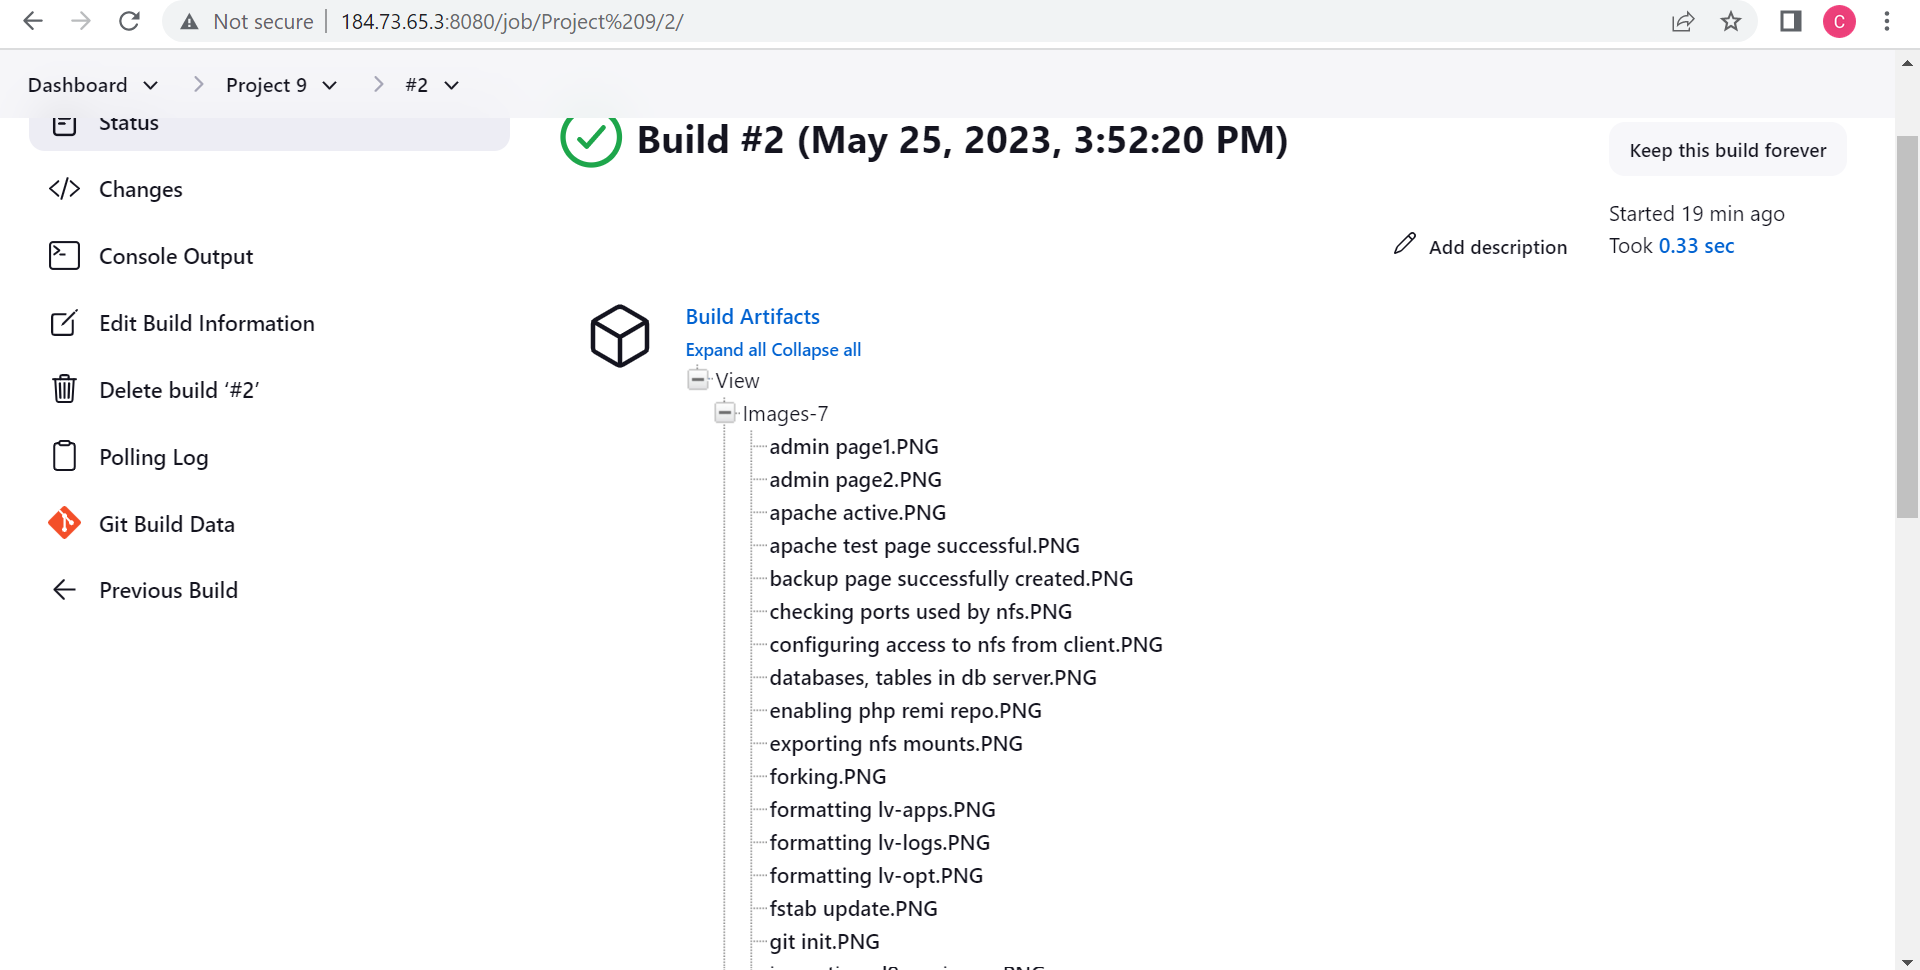 Not secure 184.73.65.3:8080/job/Project%209/2/
C
Dashboard Project 9 #2
Status
Changes
Console Output
Edit Build Information
Delete build ‘#2’
Polling Log
Git Build Data
Previous Build
Build #2 (May 25, 2023, 3:52:20 PM)
Keep this build forever
Started 19 min ago
Took 0.33 sec
Add description
Build Artifacts
Expand all Collapse all
View
Images-7
admin page1.PNG
admin page2.PNG
apache active.PNG
apache test page successful.PNG
backup page successfully created.PNG
checking ports used by nfs.PNG
configuring access to nfs from client.PNG
databases, tables in db server.PNG
enabling php remi repo.PNG
exporting nfs mounts.PNG
forking.PNG
formatting lv-apps.PNG
formatting lv-logs.PNG
formatting lv-opt.PNG
fstab update.PNG
git init.PNG